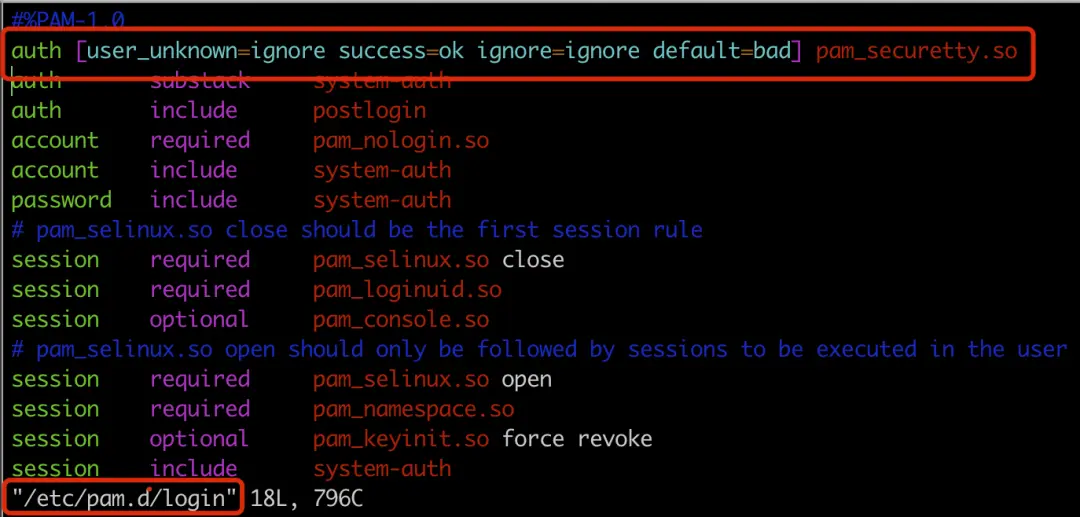 #%PAM-1.0
auth [user_unknown=ignore success=ok ignore=ignore default=bad] pam_securetty.so
auth substack system-auth
auth include postlogin
account required pam_nologin.so
account include system-auth
password include system-auth
# pam_selinux.so close should be the first session rule
session required pam_selinux.so close
session required pam_loginuid.so
session optional pam_console.so
# pam_selinux.so open should only be followed by sessions to be executed in the user
session required pam_selinux.so open
session required pam_namespace.so
session optional pam_keyinit.so force revoke
session include system-auth
"/etc/pam.d/login" 18L, 796C